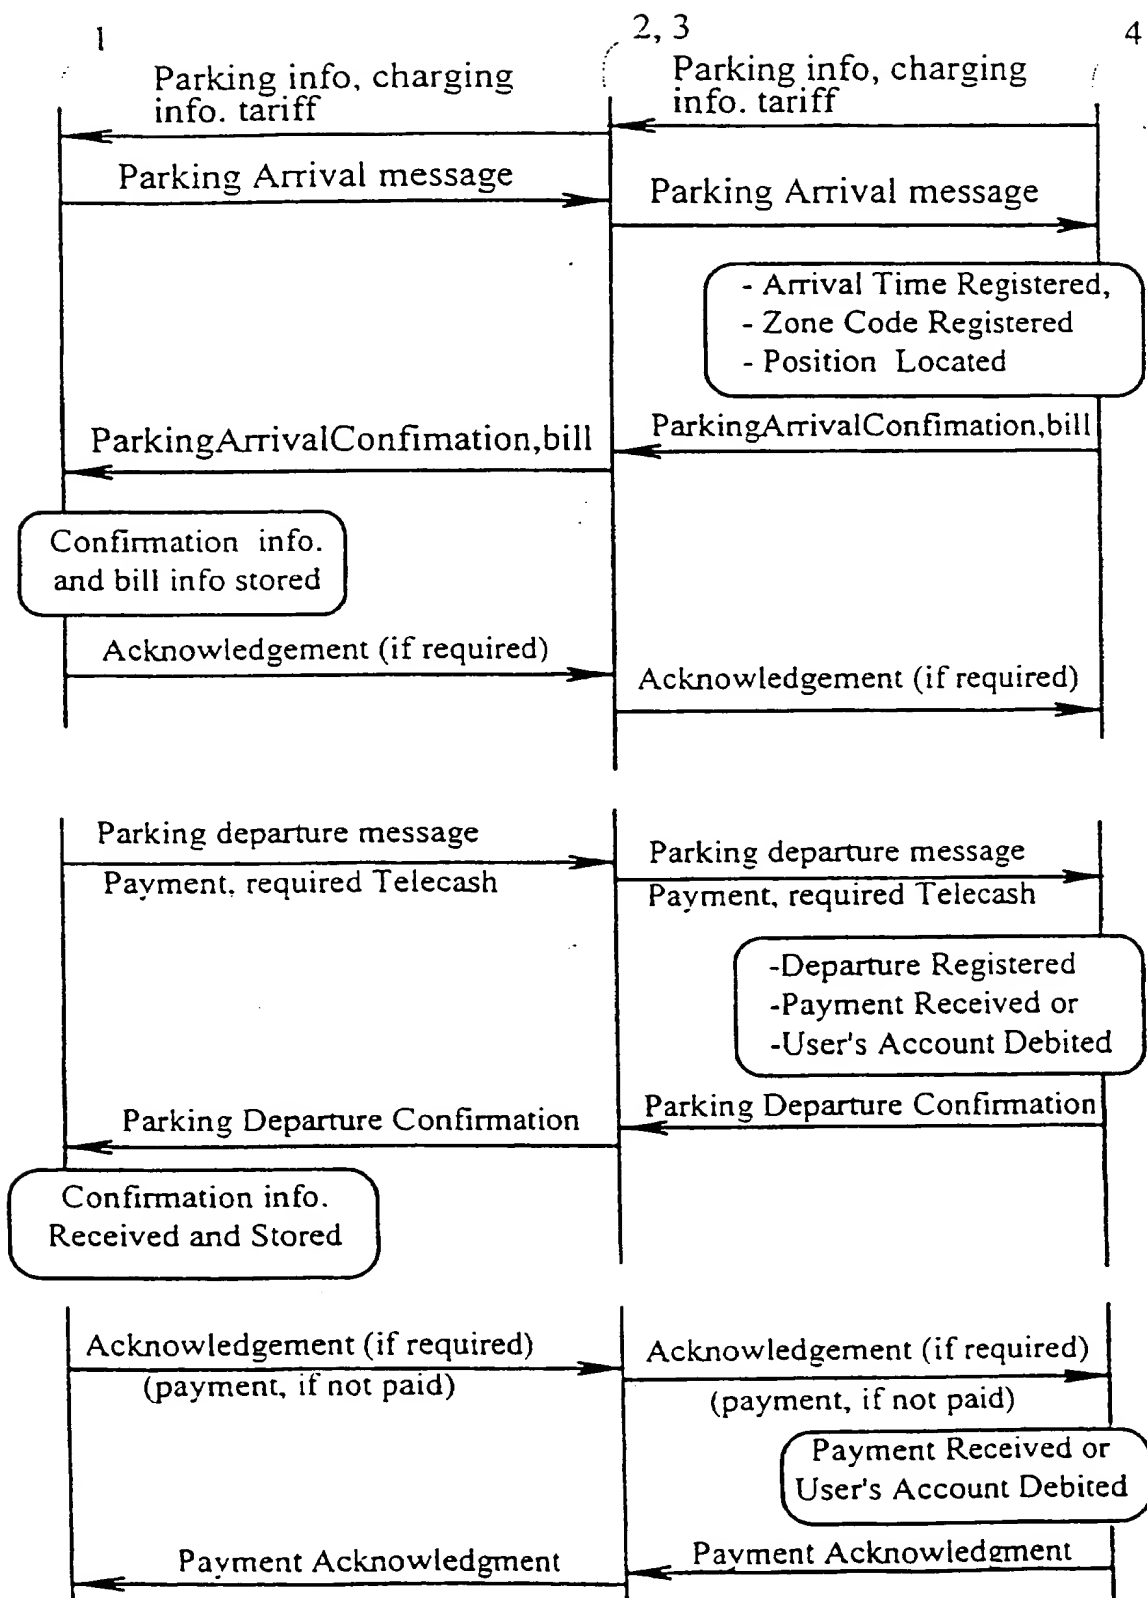 1
2, 3
4
Parking info, charging
info. tariff
Parking info, charging
info. tariff
Parking Arrival message
Parking Arrival message
- Arrival Time Registered,
- Zone Code Registered
- Position Located
ParkingArrivalConfimation,bill
ParkingArrivalConfimation,bill
Confirmation info.
and bill info stored
Acknowledgement (if required)
Acknowledgement (if required)
Parking departure message
Payment, required Telecash
Parking departure message
Payment, required Telecash
-Departure Registered
-Payment Received or
-User's Account Debited
Parking Departure Confirmation
Parking Departure Confirmation
Confirmation info.
Received and Stored
Acknowledgement (if required)
(payment, if not paid)
Acknowledgement (if required)
(payment, if not paid)
Payment Received or
User's Account Debited
Payment Acknowledgment
Payment Acknowledgment